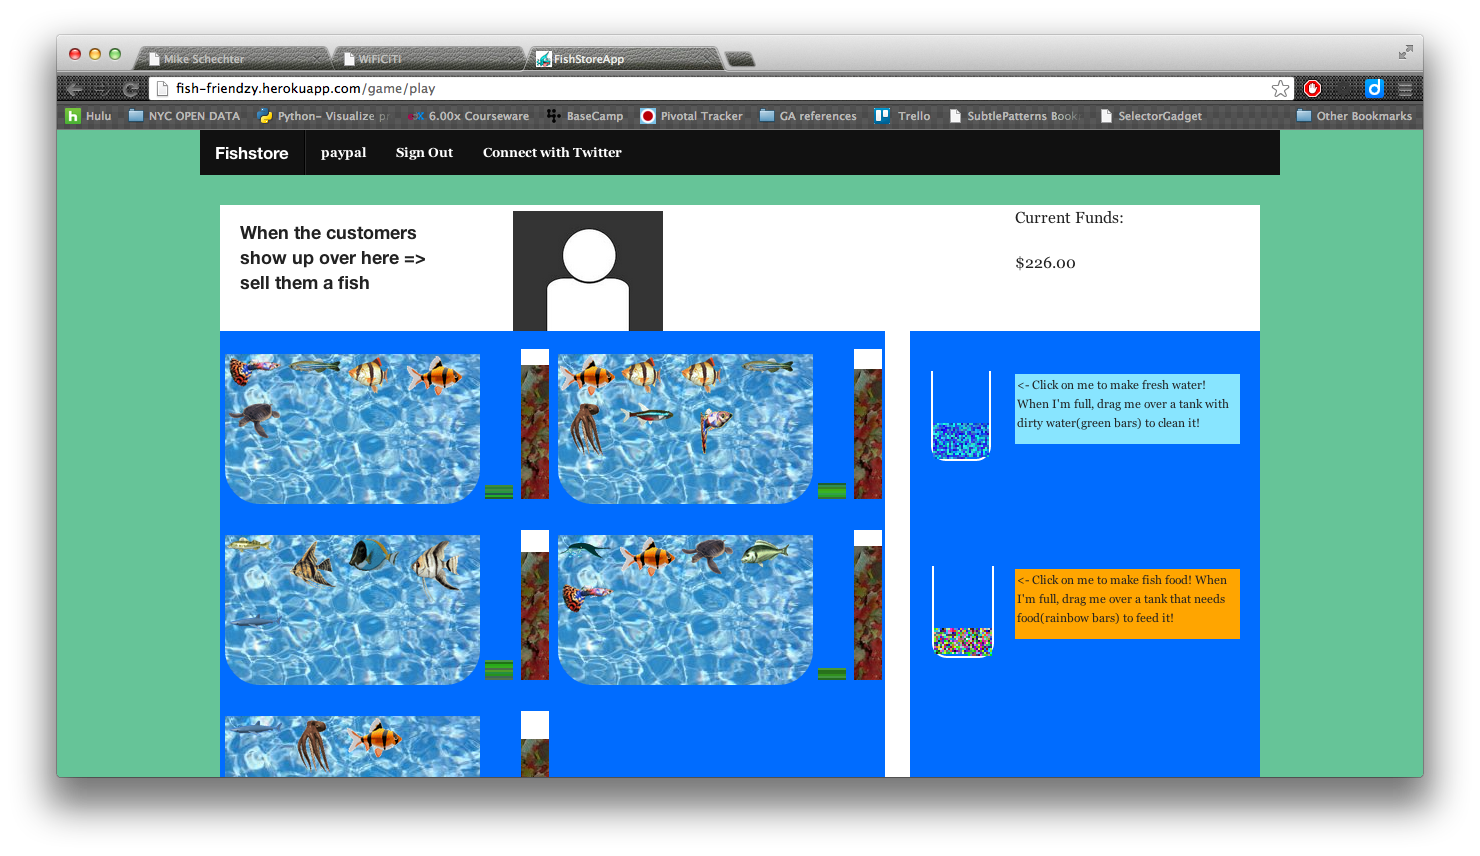 Mike Schechter
WiFiCiTi
FishStoreApp
fish-friendzy.herokuapp.com/game/play
Hulu
NYC OPEN DATA
Python- Visualize
6.00x Courseware
BaseCamp
Pivotal Tracker
GA references
Trello
SubtlePatterns Book
SelectorGadget
Other Bookmarks
Fishstore
paypal
Sign Out
Connect with Twitter
When the customers
show up over here =>
sell them a fish
Current Funds:
$226.00
<- Click on me to make fresh water!
When I'm full, drag me over a tank with
dirty water(green bars) to clean it!
<- Click on me to make fish food! When
I'm full, drag me over a tank that needs
food(rainbow bars) to feed it!